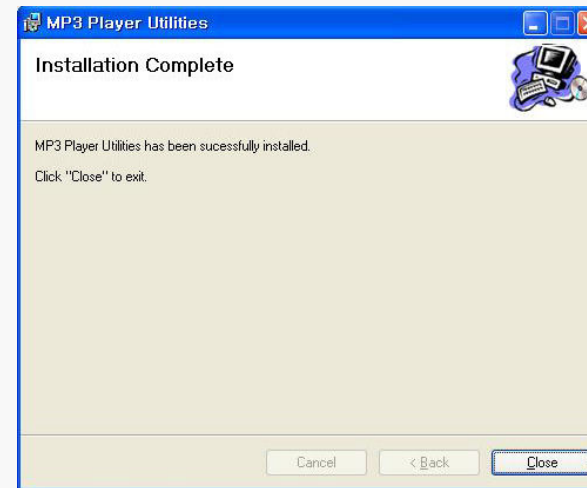 MP3 Player Utilities
Installation Complete
MP3 Player Utilities has been sucessfully installed.
Click "Close" to exit.
Cancel
< Back
Close